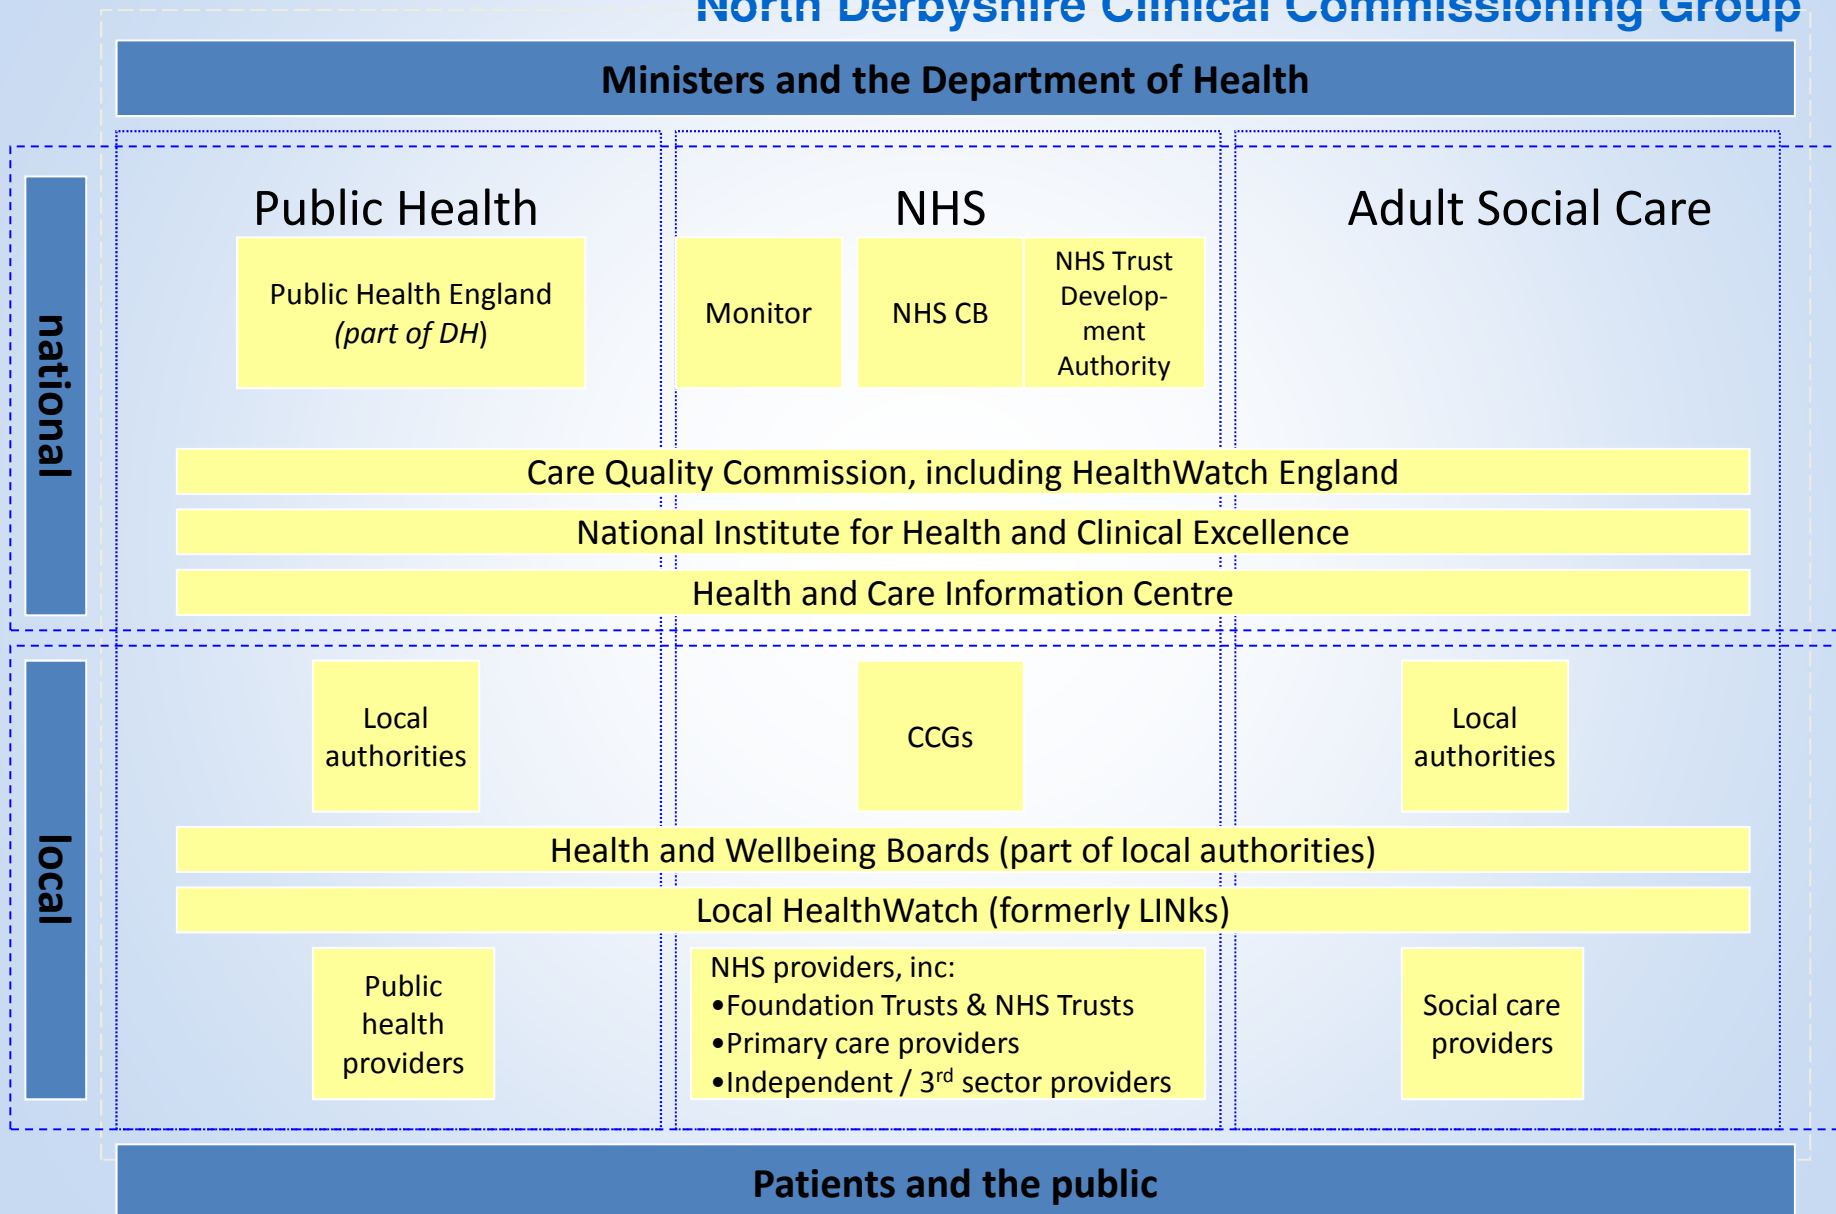 North Derbyshire Clinical Commissioning Group
Ministers and the Department of Health
national
Public Health
NHS
Adult Social Care
Public Health England
(part of DH)
Monitor
NHS CB
NHS Trust
Develop-
ment
Authority
Care Quality Commission, including HealthWatch England
National Institute for Health and Clinical Excellence
Health and Care Information Centre
local
Local
authorities
CCGs
Local
authorities
Health and Wellbeing Boards (part of local authorities)
Local HealthWatch (formerly LINks)
Public
health
providers
NHS providers, inc:
•Foundation Trusts & NHS Trusts
•Primary care providers
•Independent / 3rd sector providers
Social care
providers
Patients and the public